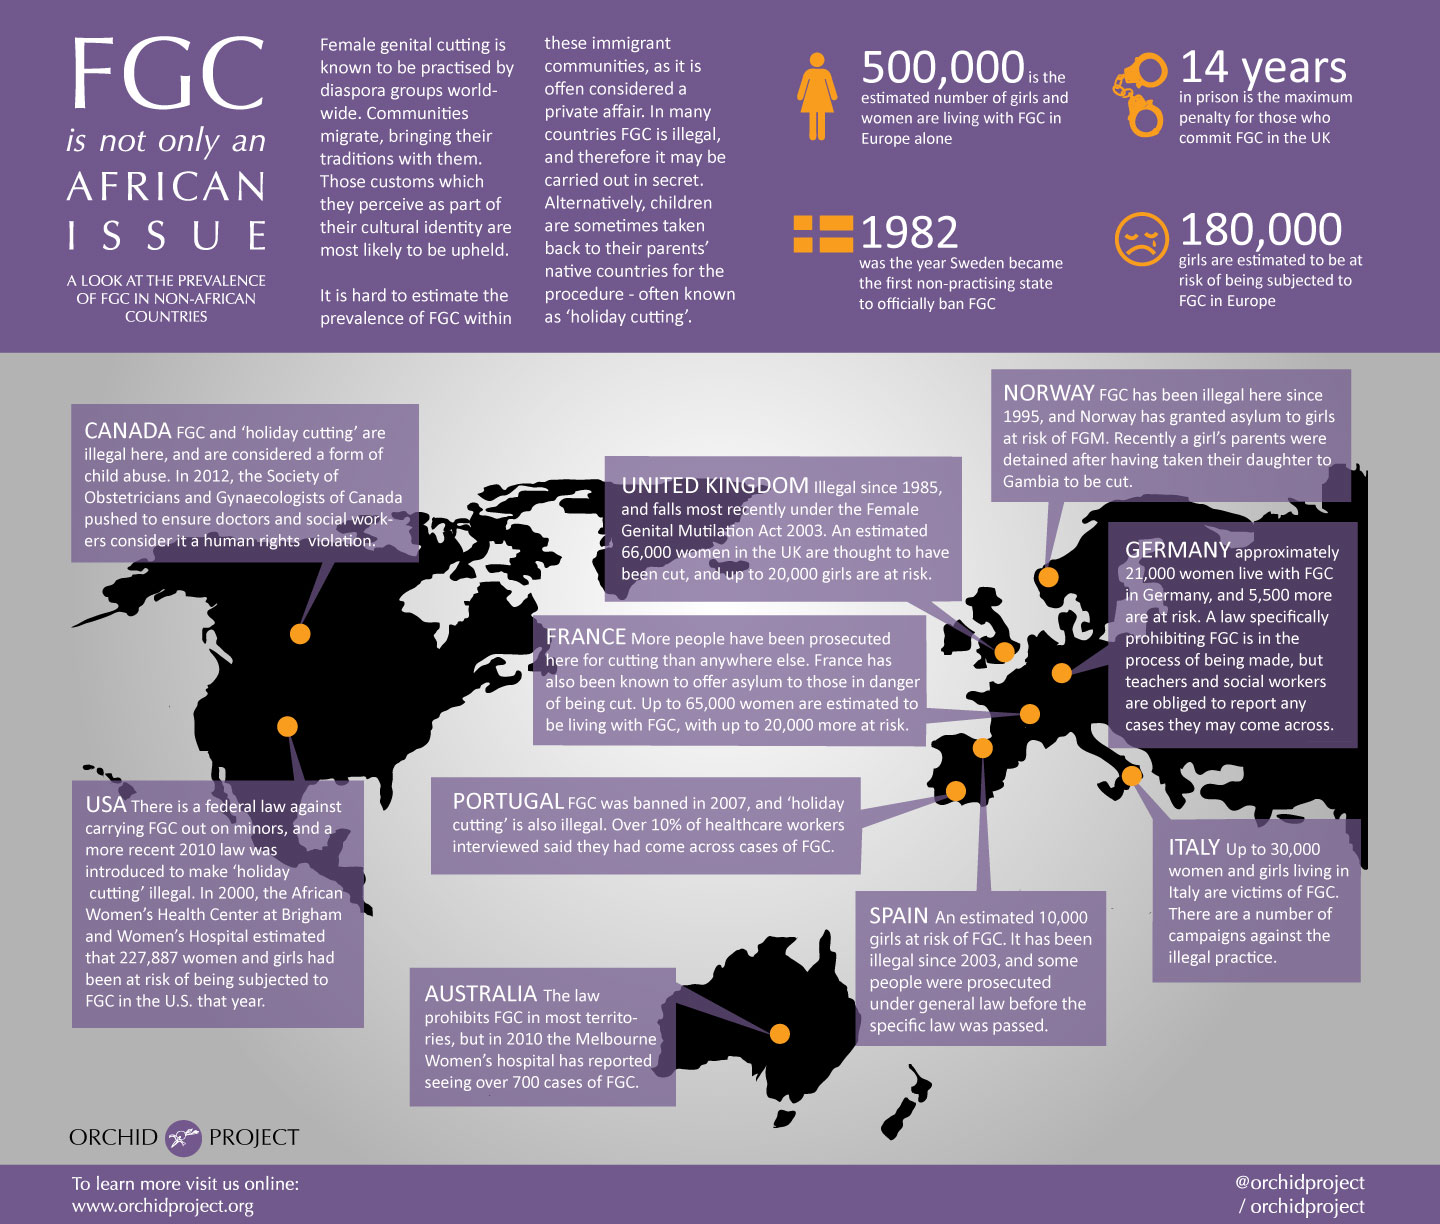 FGC
is not only an
AFRICAN
ISSUE
A LOOK AT THE PREVALENCE
OF FGC IN NON-AFRICAN
COUNTRIES
Female genital cutting is
known to be practised by
diaspora groups world-
wide. Communities
migrate, bringing their
traditions with them.
Those customs which
they perceive as part of
their cultural identity are
most likely to be upheld.
It is hard to estimate the
prevalence of FGC within
these immigrant
communities, as it is
often considered a
private affair. In many
countries FGC is illegal,
and therefore it may be
carried out in secret.
Alternatively, children
are sometimes taken
back to their parents’
native countries for the
procedure - often known
as ‘holiday cutting’.
500,000 is the
estimated number of girls and
women are living with FGC in
Europe alone
14 years
in prison is the maximum
penalty for those who
commit FGC in the UK
1982
was the year Sweden became
the first non-practising state
to officially ban FGC
180,000
girls are estimated to be at
risk of being subjected to
FGC in Europe
CANADA FGC and ‘holiday cutting’ are
illegal here, and are considered a form of
child abuse. In 2012, the Society of
Obstetricians and Gynaecologists of Canada
pushed to ensure doctors and social work-
ers consider it a human rights violation.
UNITED KINGDOM Illegal since 1985,
and falls most recently under the Female
Genital Mutilation Act 2003. An estimated
66,000 women in the UK are thought to have
been cut, and up to 20,000 girls are at risk.
NORWAY FGC has been illegal here since
1995, and Norway has granted asylum to girls
at risk of FGM. Recently a girl’s parents were
detained after having taken their daughter to
Gambia to be cut.
GERMANY approximately
21,000 women live with FGC
in Germany, and 5,500 more
are at risk. A law specifically
prohibiting FGC is in the
process of being made, but
teachers and social workers
are obliged to report any
cases they may come across.
FRANCE More people have been prosecuted
here for cutting than anywhere else. France has
also been known to offer asylum to those in danger
of being cut. Up to 65,000 women are estimated to
be living with FGC, with up to 20,000 more at risk.
USA There is a federal law against
carrying FGC out on minors, and a
more recent 2010 law was
introduced to make ‘holiday
cutting’ illegal. In 2000, the African
Women’s Health Center at Brigham
and Women’s Hospital estimated
that 227,887 women and girls had
been at risk of being subjected to
FGC in the U.S. that year.
PORTUGAL FGC was banned in 2007, and ‘holiday
cutting’ is also illegal. Over 10% of healthcare workers
interviewed said they had come across cases of FGC.
ITALY Up to 30,000
women and girls living in
Italy are victims of FGC.
There are a number of
campaigns against the
illegal practice.
SPAIN An estimated 10,000
girls at risk of FGC. It has been
illegal since 2003, and some
people were prosecuted
under general law before the
specific law was passed.
AUSTRALIA The law
prohibits FGC in most territo-
ries, but in 2010 the Melbourne
Women’s hospital has reported
seeing over 700 cases of FGC.
ORCHID PROJECT
To learn more visit us online:
www.orchidproject.org
@orchidproject
/ orchidproject